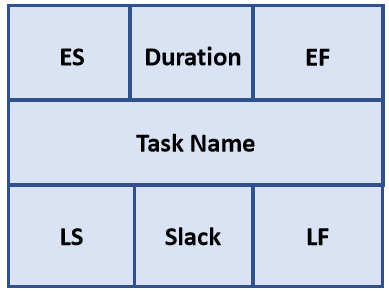 ES Duration EF
Task Name
LS Slack LF